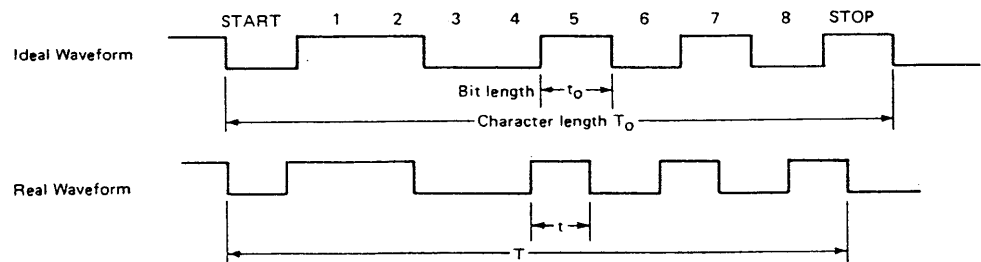 START 1 2 3 4 5 6 7 8 STOP
Ideal Waveform
Bit length t₀
Character length T₀
Real Waveform
t
T